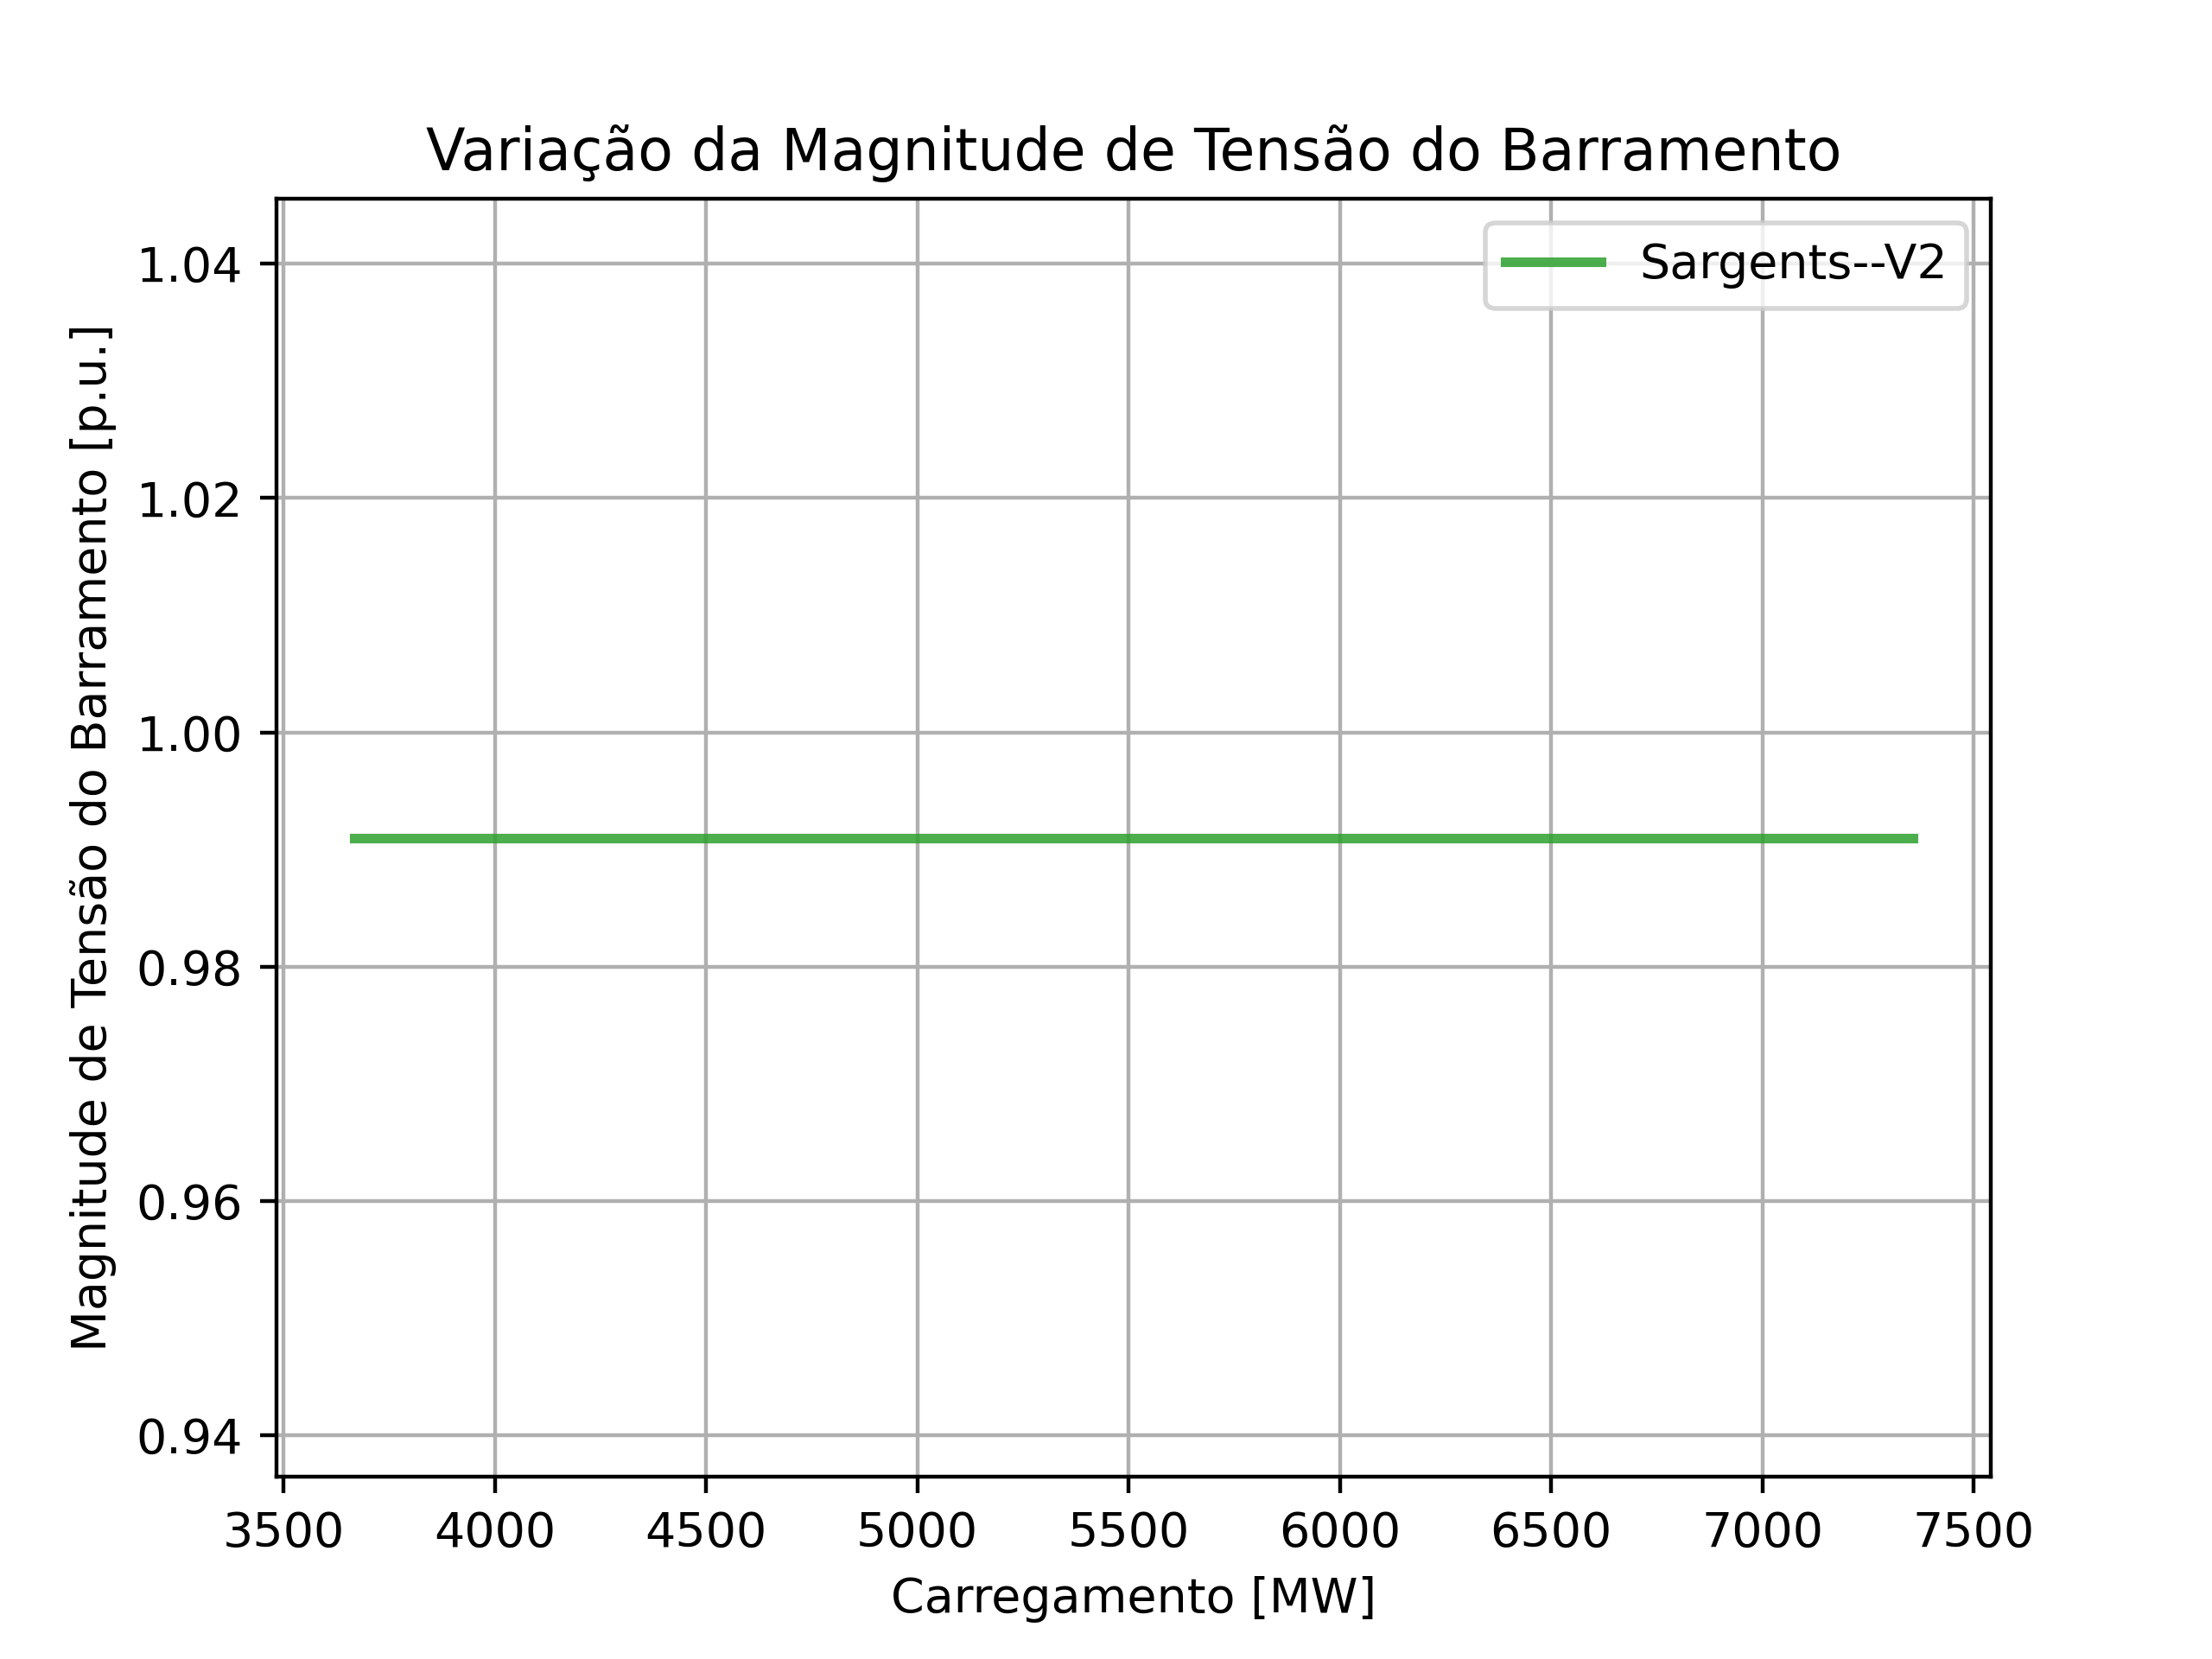 Variação da Magnitude de Tensão do Barramento
Sargents--V2
Magnitude de Tensão do Barramento [p.u.]
1.04
1.02
1.00
0.98
0.96
0.94
3500 4000 4500 5000 5500 6000 6500 7000 7500
Carregamento [MW]